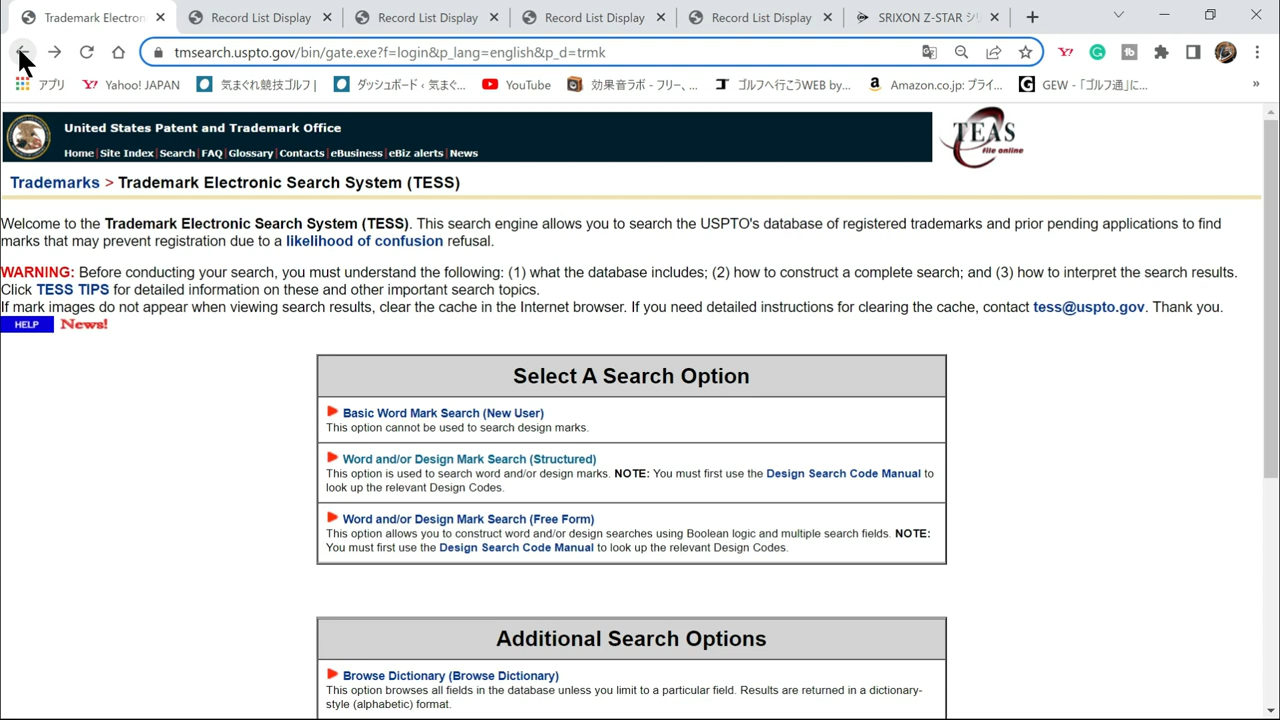 Trademark Electron
Record List Display
Record List Display
Record List Display
Record List Display
SRIXON Z-STAR シリ
tmsearch.uspto.gov/bin/gate.exe?f=login&p_lang=english&p_d=trmk
アプリ
Yahoo! JAPAN
気まぐれ競技ゴルフ |
ダッシュボード - 気まぐ...
YouTube
効果音ラボ - フリー、...
ゴルフへ行こうWEB by...
Amazon.co.jp: プライ...
GEW - 「ゴルフ通」に...
»
United States Patent and Trademark Office
Home | Site Index | Search | FAQ | Glossary | Contacts | eBusiness | eBiz alerts | News
TEAS
file online
Trademarks > Trademark Electronic Search System (TESS)
Welcome to the Trademark Electronic Search System (TESS). This search engine allows you to search the USPTO's database of registered trademarks and prior pending applications to find
marks that may prevent registration due to a likelihood of confusion refusal.
WARNING: Before conducting your search, you must understand the following: (1) what the database includes; (2) how to construct a complete search; and (3) how to interpret the search results.
Click TESS TIPS for detailed information on these and other important search topics.
If mark images do not appear when viewing search results, clear the cache in the Internet browser. If you need detailed instructions for clearing the cache, contact tess@uspto.gov. Thank you.
HELP News!
Select A Search Option
Basic Word Mark Search (New User)
This option cannot be used to search design marks.
Word and/or Design Mark Search (Structured)
This option is used to search word and/or design marks. NOTE: You must first use the Design Search Code Manual to
look up the relevant Design Codes.
Word and/or Design Mark Search (Free Form)
This option allows you to construct word and/or design searches using Boolean logic and multiple search fields. NOTE:
You must first use the Design Search Code Manual to look up the relevant Design Codes.
Additional Search Options
Browse Dictionary (Browse Dictionary)
This option browses all fields in the database unless you limit to a particular field. Results are returned in a dictionary-
style (alphabetic) format.